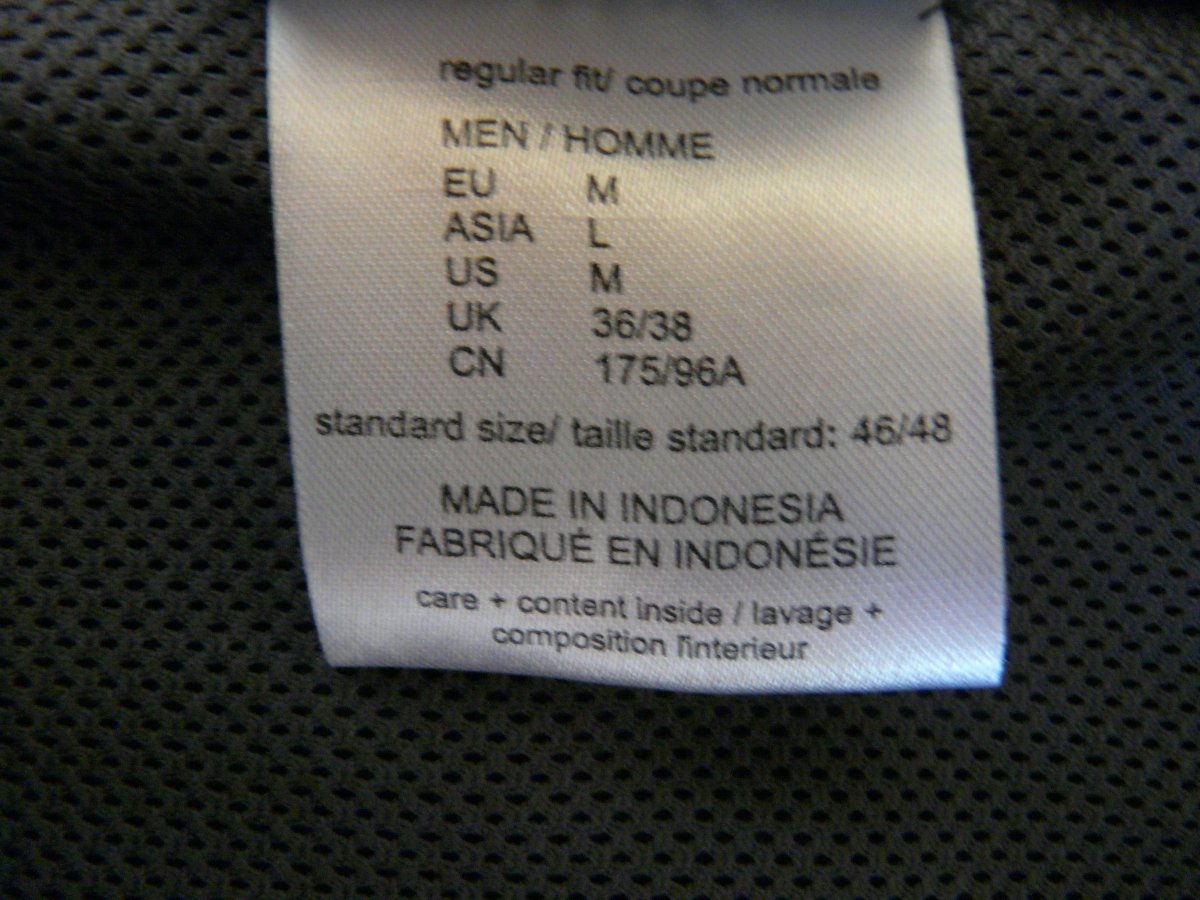 regular fit/ coupe normale
MEN / HOMME
EU M
ASIA L
US M
UK 36/38
CN 175/96A
standard size/ taille standard: 46/48
MADE IN INDONESIA
FABRIQUÉ EN INDONÉSIE
care + content inside / lavage +
composition l'interieur